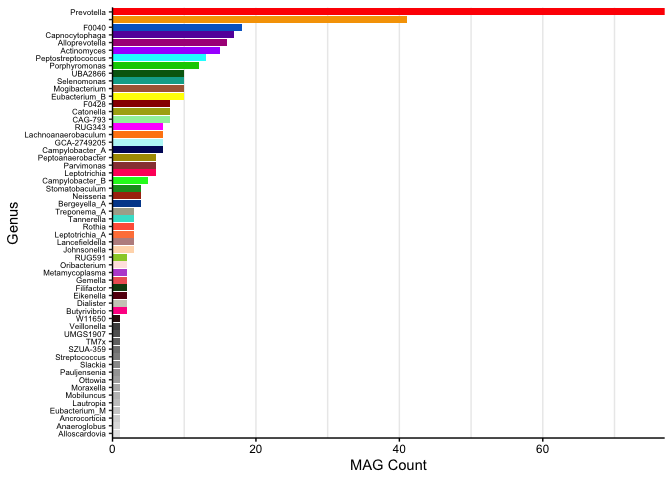 Prevotella
F0040
Capnocytophaga
Alloprevotella
Actinomyces
Peptostreptococcus
Porphyromonas
UBA2866
Selenomonas
Mogibacterium
Eubacterium_B
F0428
Catonella
CAG-793
RUG343
Lachnoanaerobaculum
GCA-2749205
Campylobacter_A
Peptoanaerobacter
Parvimonas
Leptotrichia
Campylobacter_B
Stomatobaculum
Neisseria
Bergeyella_A
Treponema_A
Tannerella
Rothia
Leptotrichia_A
Lancefieldella
Johnsonella
RUG591
Oribacterium
Metamycoplasma
Gemella
Filifactor
Eikenella
Dialister
Butyrivibrio
W11650
Veillonella
UMGS1907
TM7x
SZUA-359
Streptococcus
Slackia
Pauljensenia
Ottowia
Moraxella
Mobiluncus
Lautropia
Eubacterium_M
Ancrocorticia
Anaeroglobus
Alloscardovia
Genus
0 20 40 60
MAG Count